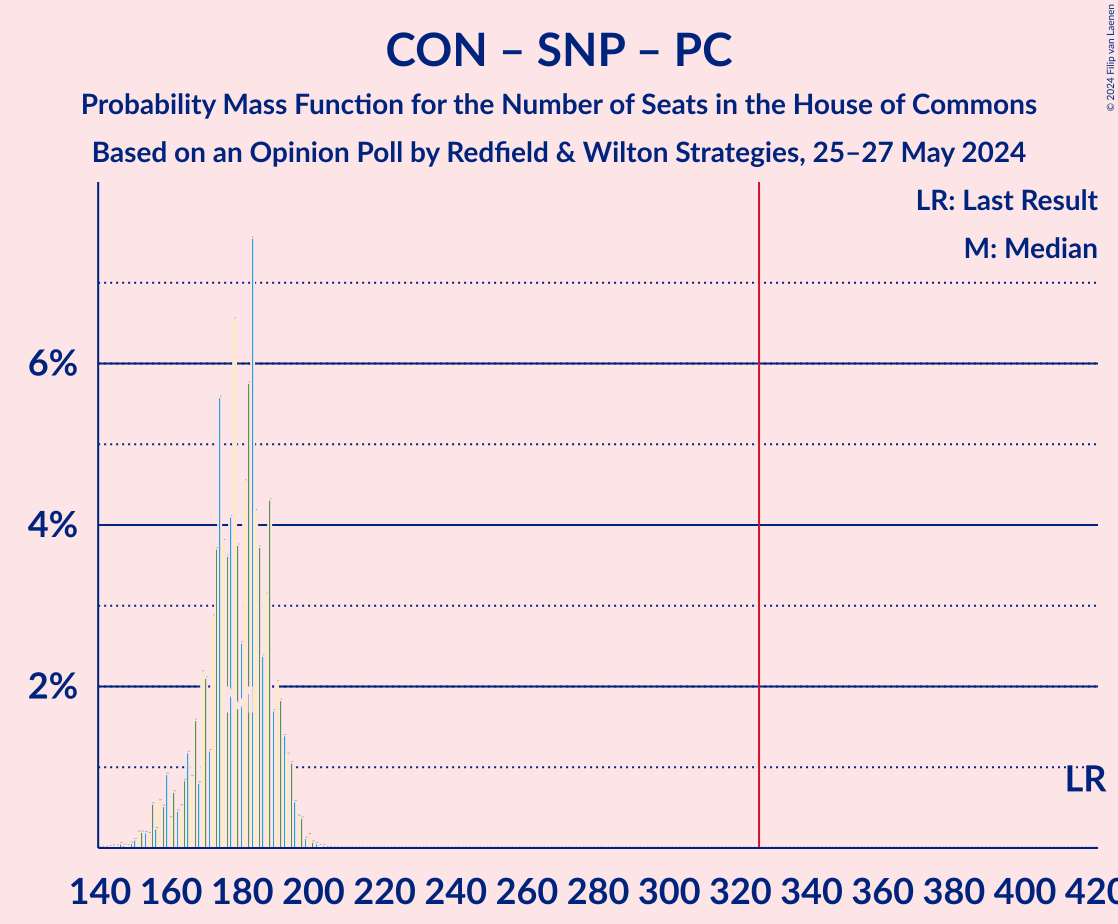 CON – SNP – PC
Probability Mass Function for the Number of Seats in the House of Commons
Based on an Opinion Poll by Redfield & Wilton Strategies, 25–27 May 2024
© 2024 Filip van Laenen
LR: Last Result
M: Median
6%
4%
2%
LR
140 160 180 200 220 240 260 280 300 320 340 360 380 400 420